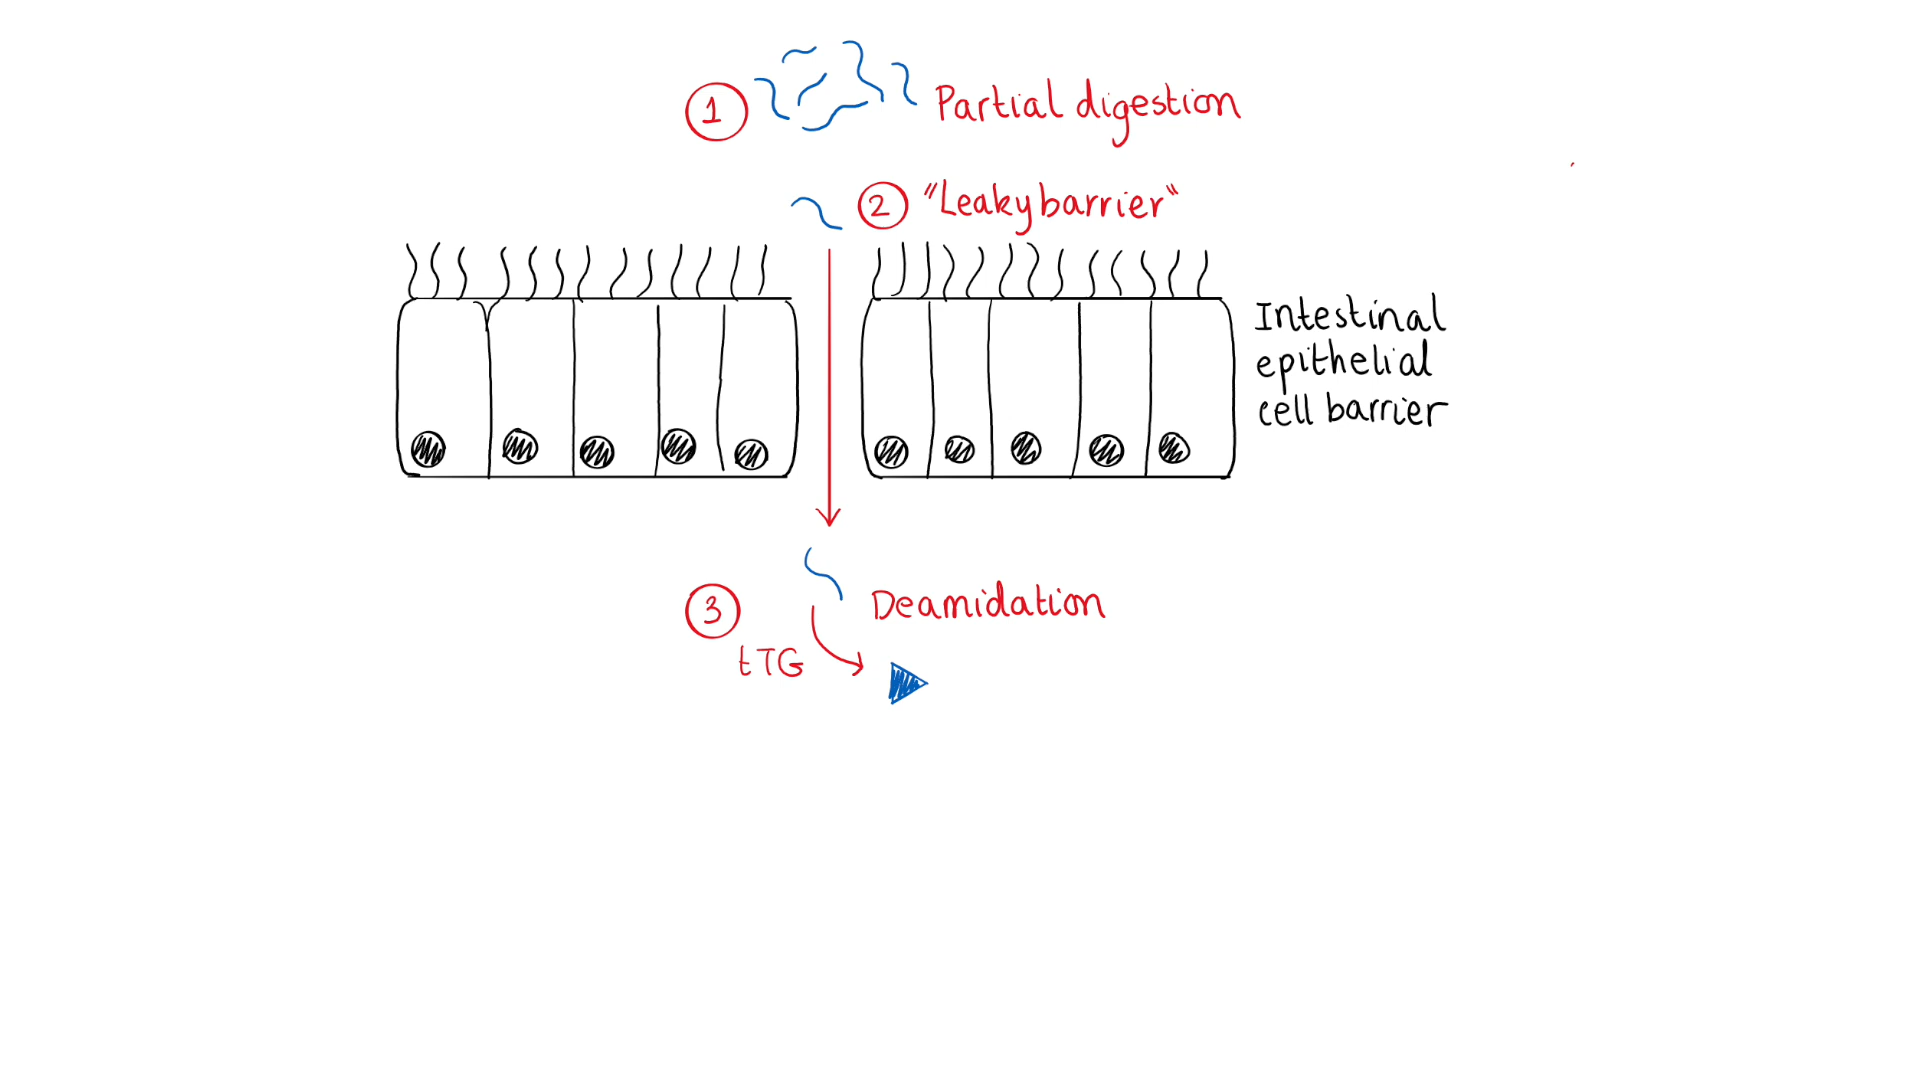 1 Partial digestion
2 "Leaky barrier"
Intestinal
epithelial
cell barrier
3 Deamidation
tTG